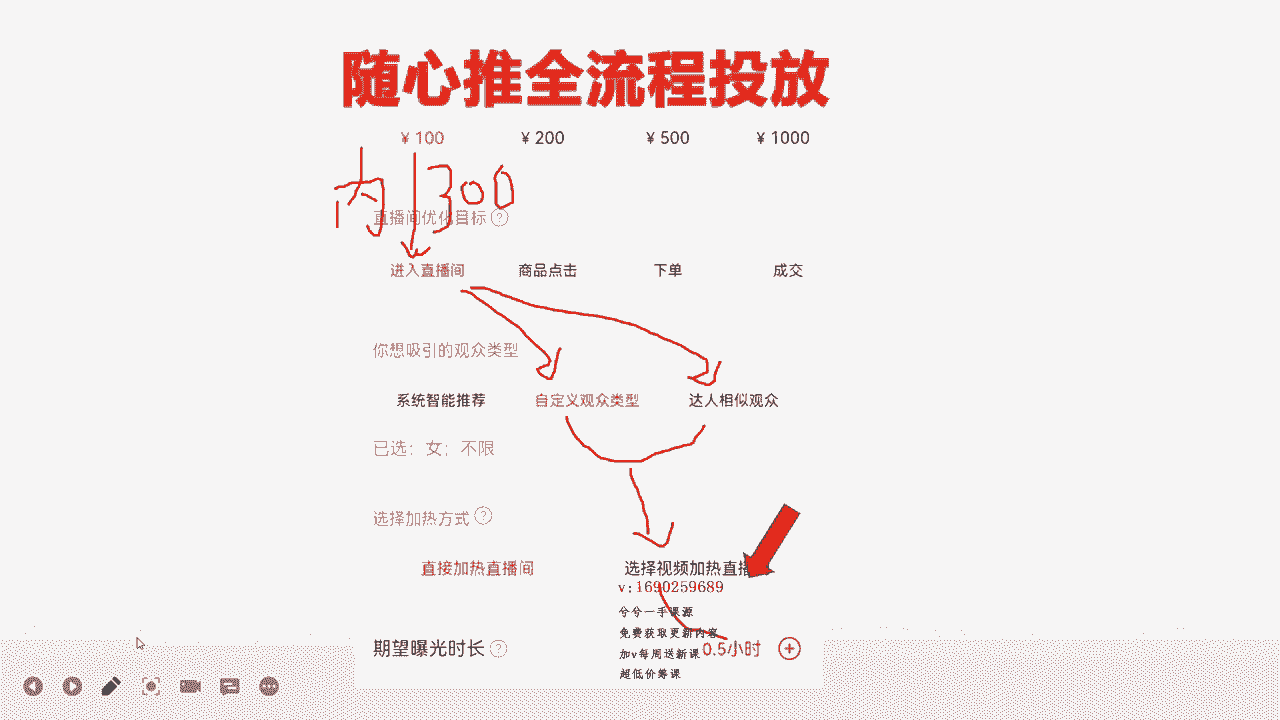 随心推全流程投放
¥ 100 ¥ 200 ¥ 500 ¥ 1000
内 300
直播间优化目标 ?
进入直播间 商品点击 下单 成交
你想吸引的观众类型
系统智能推荐 自定义观众类型 达人相似观众
已选：女；不限
选择加热方式 ?
直接加热直播间 选择视频加热直播
v:1690259689
兮兮一手课源
免费获取更新内容
期望曝光时长 ? 0.5小时 +
加v每周送新课
超低价筹课